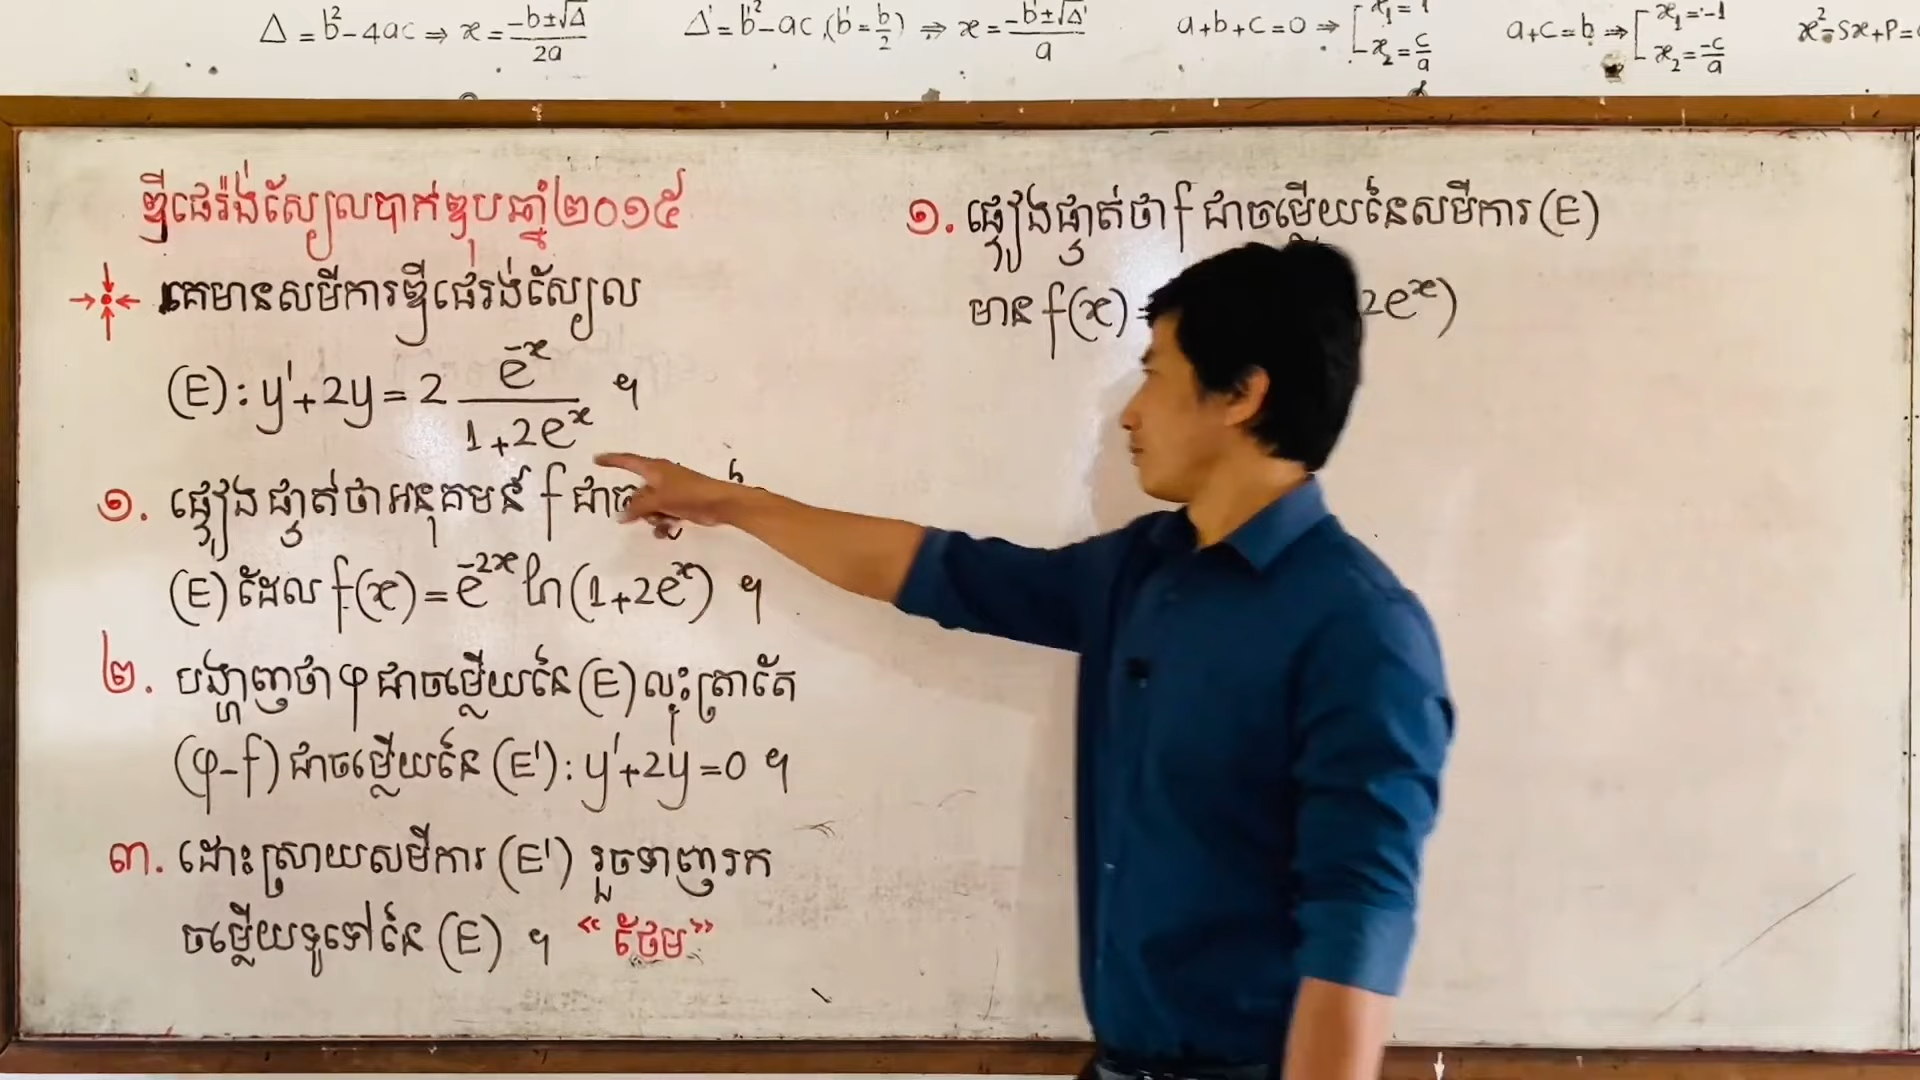 Δ = b² - 4ac ⇒ x = (-b ± √Δ) / 2a
Δ' = b'² - ac, (b' = b/2) ⇒ x = (-b' ± √Δ') / a
a+b+c = 0 ⇒ [ x₁ = 1 x₂ = c/a
a+c = b ⇒ [ x₁ = -1 x₂ = -c/a
x² - Sx + P =
ឌីផេរ៉ង់ស្យែលបាក់ឌុបឆ្នាំ២០១៥
គេមានសមីការឌីផេរ៉ង់ស្យែល
(E) : y' + 2y = 2 e⁻ˣ / (1+2eˣ) ។
១. ផ្ទៀងផ្ទាត់ថាអនុគមន៍ f ជា
(E) ដែល f(x) = e⁻²ˣ ln(1+2eˣ) ។
២. បង្ហាញថា φ ជាចម្លើយនៃ (E) លុះត្រាតែ
(φ-f) ជាចម្លើយនៃ (E') : y' + 2y = 0 ។
៣. ដោះស្រាយសមីការ (E') រួចទាញរក
ចម្លើយទូទៅនៃ (E) ។ “ថែម”
១. ផ្ទៀងផ្ទាត់ថា f ជាចម្លើយនៃសមីការ (E)
មាន f(x) = 2eˣ)